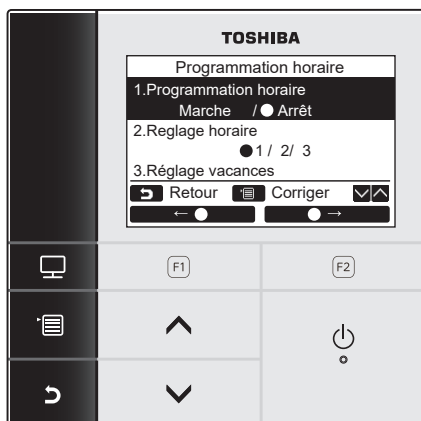 TOSHIBA
Programmation horaire
1.Programmation horaire
Marche / Arrêt
2.Reglage horaire
1 / 2/ 3
3.Réglage vacances
Retour Corriger
F1 F2